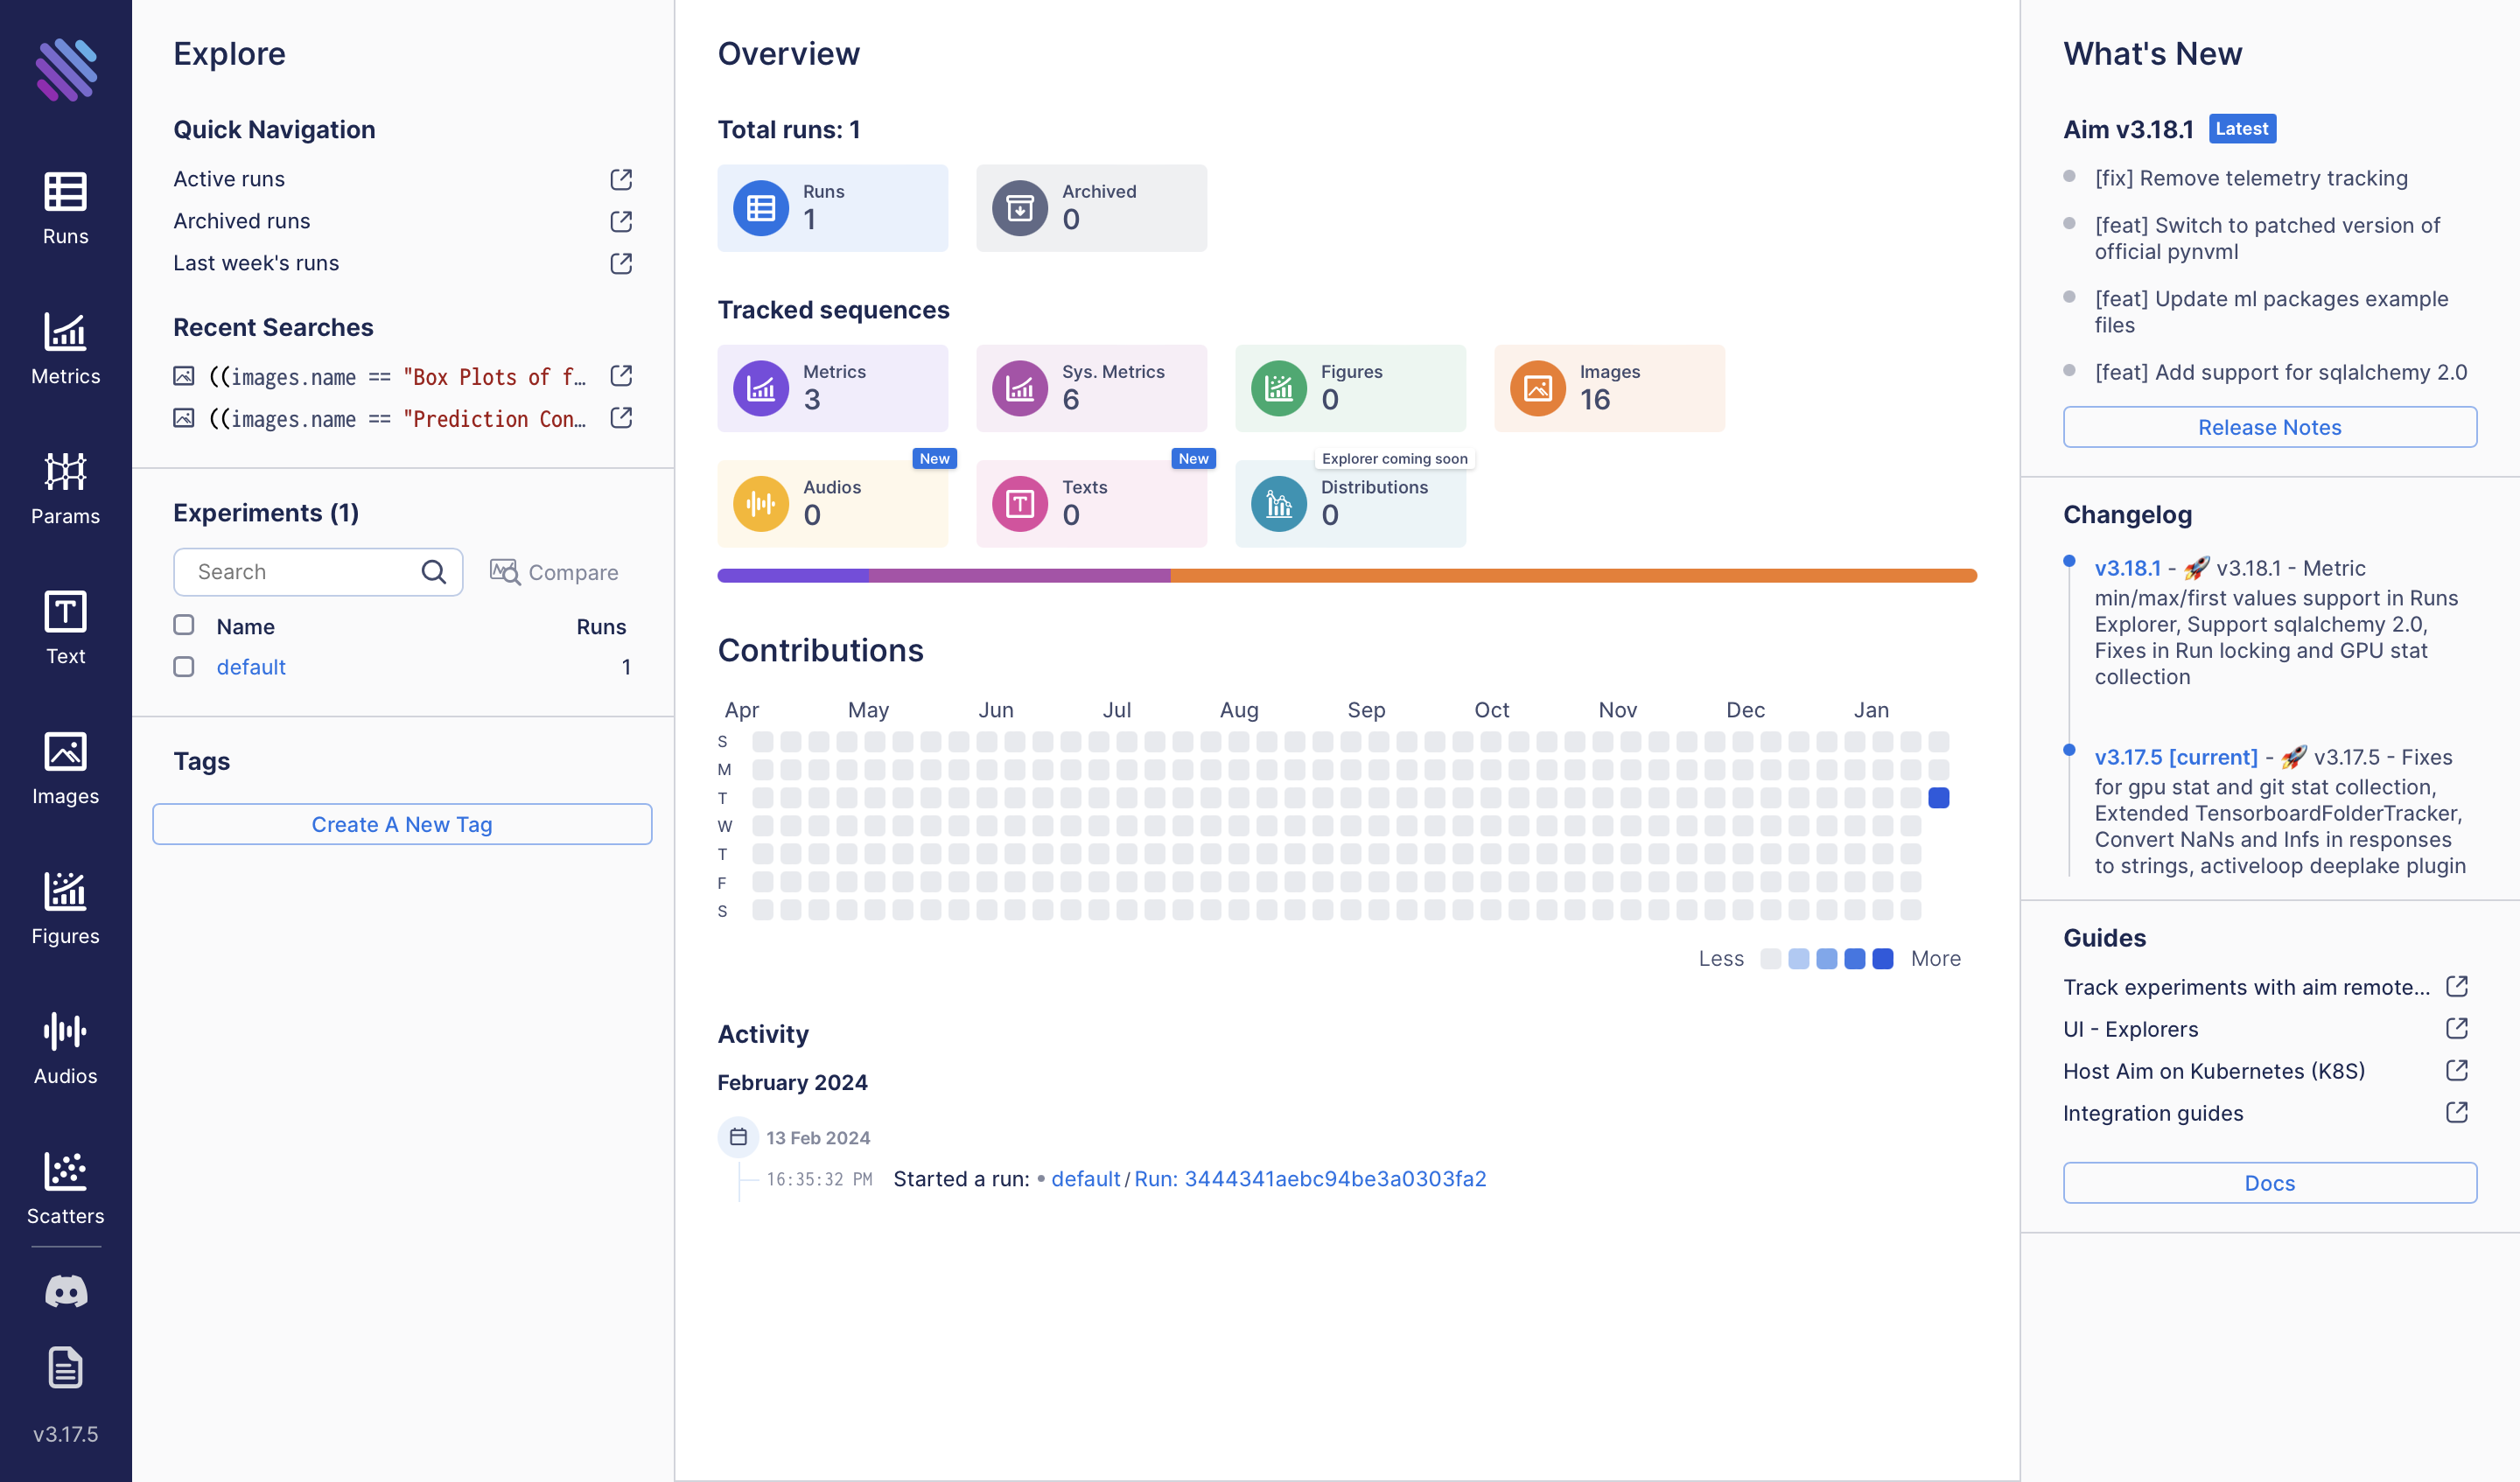 Runs
Metrics
Params
Text
Images
Figures
Audios
Scatters
v3.17.5
Explore
Quick Navigation
Active runs
Archived runs
Last week's runs
Recent Searches
((images.name == "Box Plots of f…
((images.name == "Prediction Con…
Experiments (1)
Search
Compare
Name Runs
default 1
Tags
Create A New Tag
Overview
Total runs: 1
Runs
1
Archived
0
Tracked sequences
Metrics
3
Sys. Metrics
6
Figures
0
Images
16
New
Audios
0
New
Texts
0
Explorer coming soon
Distributions
0
Contributions
Apr May Jun Jul Aug Sep Oct Nov Dec Jan
S
M
T
W
T
F
S
Less More
Activity
February 2024
13 Feb 2024
16:35:32 PM Started a run: • default / Run: 3444341aebc94be3a0303fa2
What's New
Aim v3.18.1 Latest
[fix] Remove telemetry tracking
[feat] Switch to patched version of
official pynvml
[feat] Update ml packages example
files
[feat] Add support for sqlalchemy 2.0
Release Notes
Changelog
v3.18.1 - 🚀 v3.18.1 - Metric
min/max/first values support in Runs
Explorer, Support sqlalchemy 2.0,
Fixes in Run locking and GPU stat
collection
v3.17.5 [current] - 🚀 v3.17.5 - Fixes
for gpu stat and git stat collection,
Extended TensorboardFolderTracker,
Convert NaNs and Infs in responses
to strings, activeloop deeplake plugin
Guides
Track experiments with aim remote...
UI - Explorers
Host Aim on Kubernetes (K8S)
Integration guides
Docs